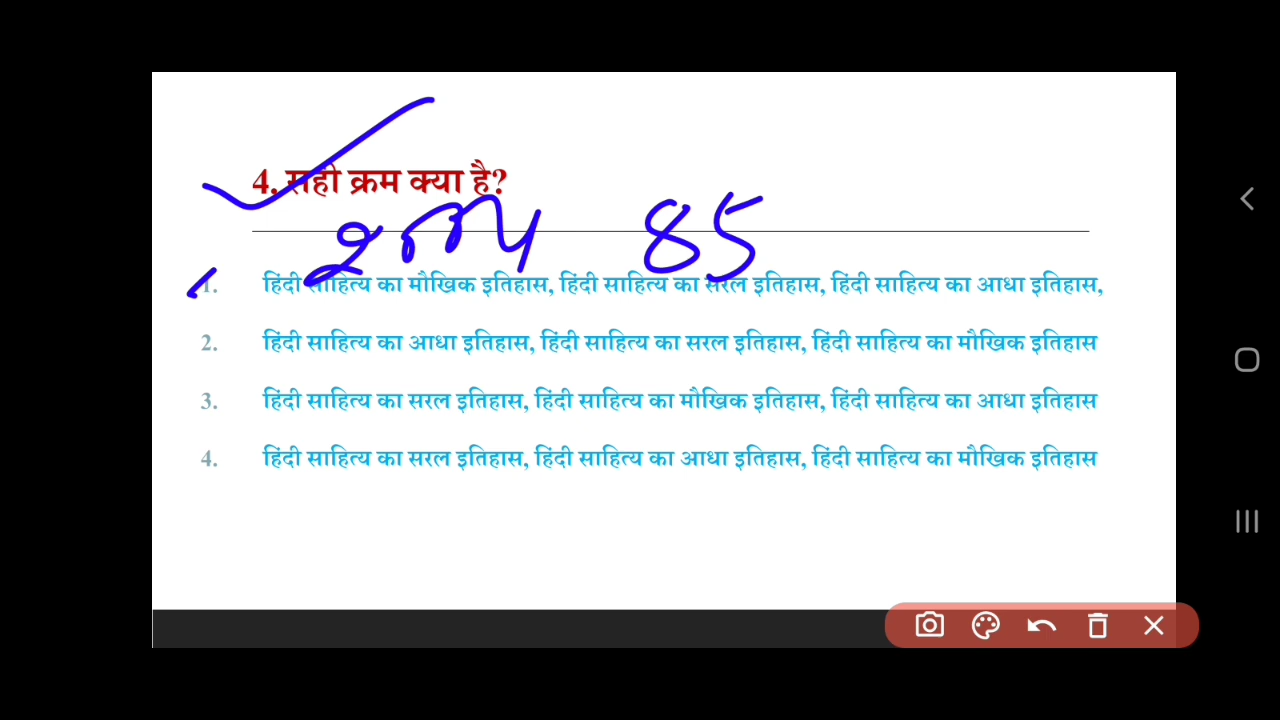 4. सही क्रम क्या है?
2004 85
1. हिंदी साहित्य का मौखिक इतिहास, हिंदी साहित्य का सरल इतिहास, हिंदी साहित्य का आधा इतिहास,
2. हिंदी साहित्य का आधा इतिहास, हिंदी साहित्य का सरल इतिहास, हिंदी साहित्य का मौखिक इतिहास
3. हिंदी साहित्य का सरल इतिहास, हिंदी साहित्य का मौखिक इतिहास, हिंदी साहित्य का आधा इतिहास
4. हिंदी साहित्य का सरल इतिहास, हिंदी साहित्य का आधा इतिहास, हिंदी साहित्य का मौखिक इतिहास